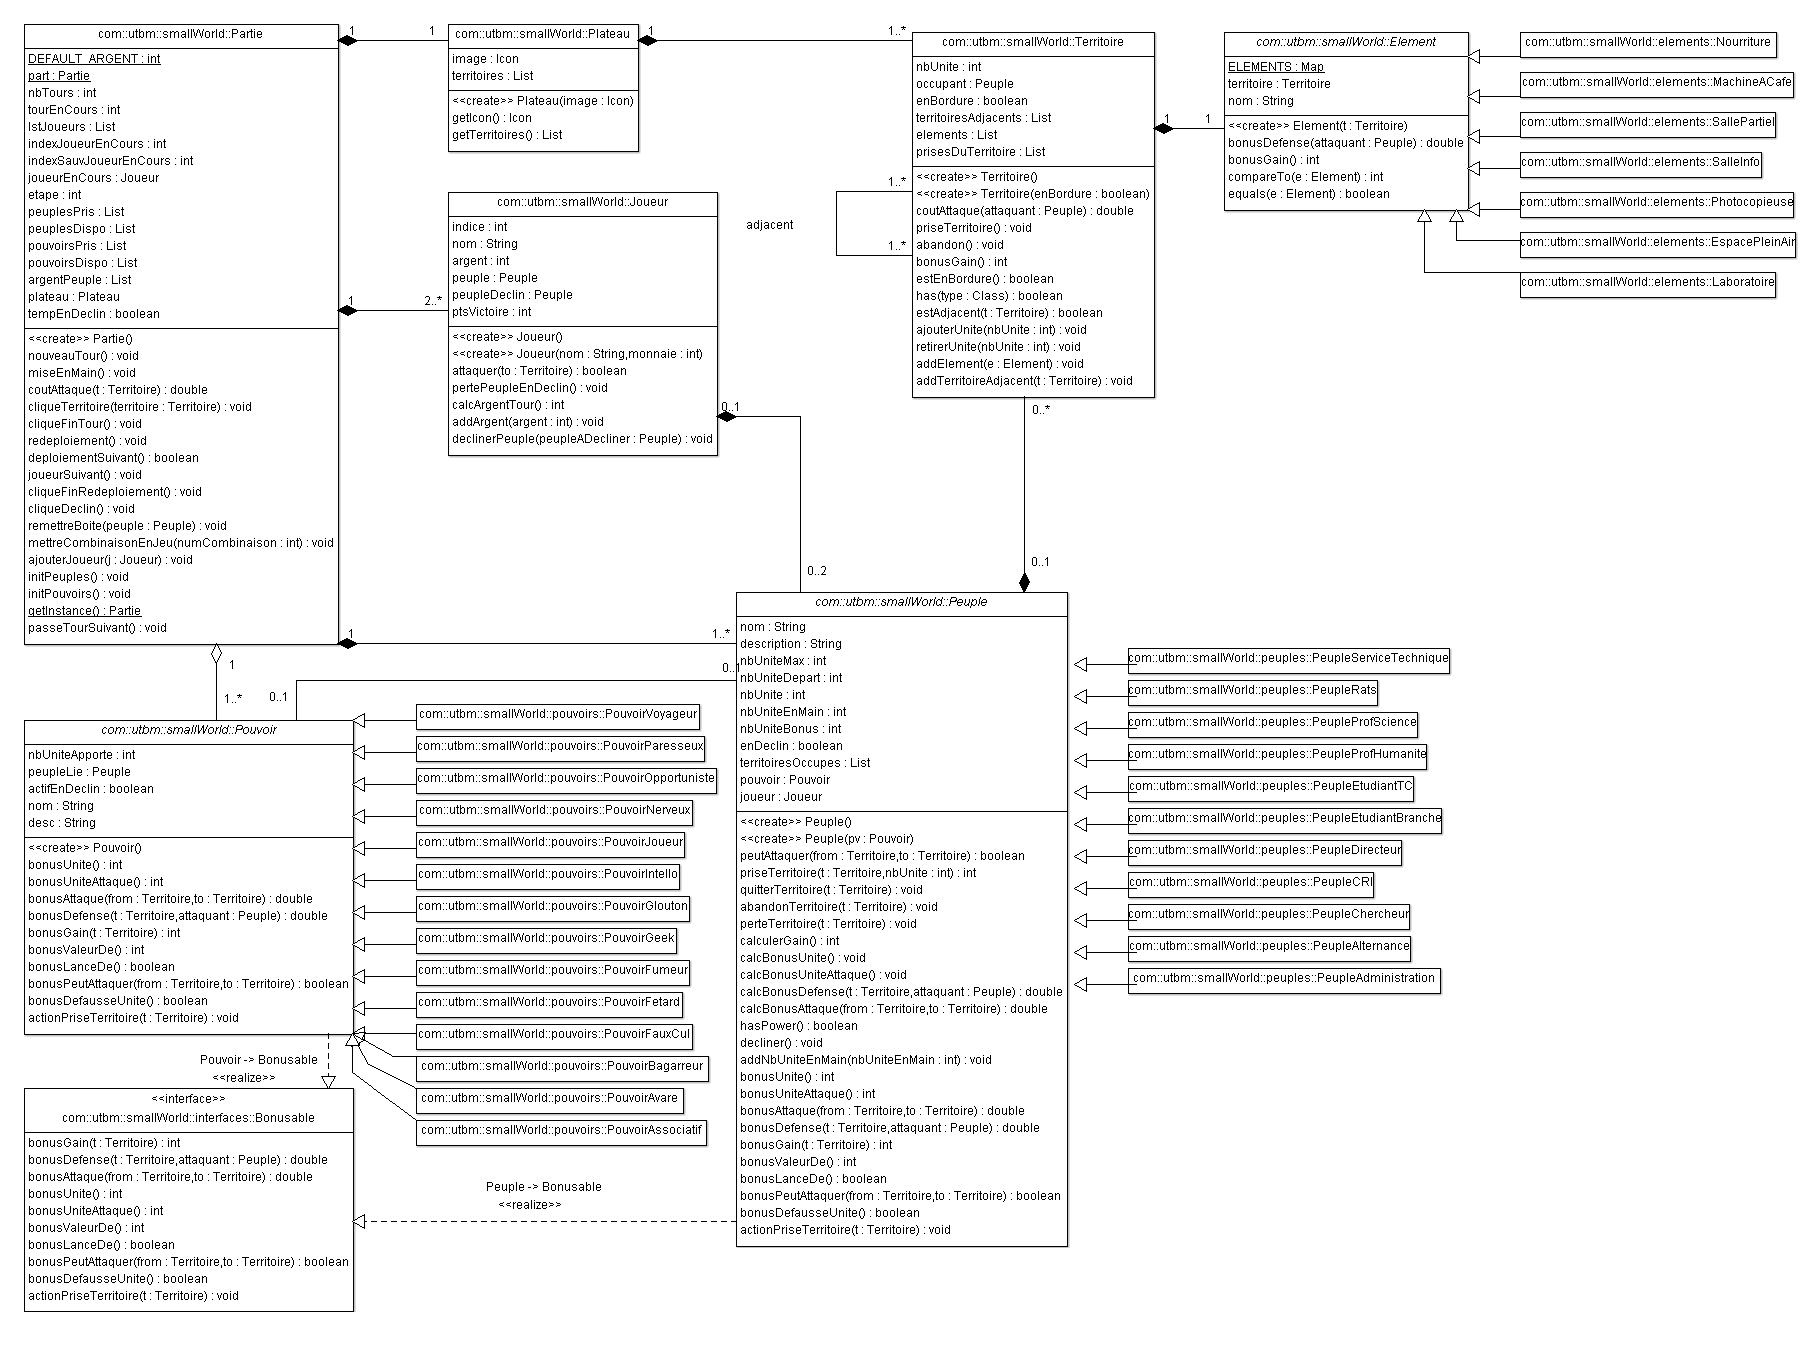 com::utbm::smallWorld::Partie
DEFAULT_ARGENT : int
part : Partie
nbTours : int
tourEnCours : int
lstJoueurs : List
indexJoueurEnCours : int
indexSauvJoueurEnCours : int
joueurEnCours : Joueur
etape : int
peuplesPris : List
peuplesDispo : List
pouvoirsPris : List
pouvoirsDispo : List
argentPeuple : List
plateau : Plateau
tempEnDeclin : boolean
<<create>> Partie()
nouveauTour() : void
miseEnMain() : void
coutAttaque(t : Territoire) : double
cliqueTerritoire(territoire : Territoire) : void
cliqueFinTour() : void
redeploiement() : void
deploiementSuivant() : boolean
joueurSuivant() : void
cliqueFinRedeploiement() : void
cliqueDeclin() : void
remettreBoite(peuple : Peuple) : void
mettreCombinaisonEnJeu(numCombinaison : int) : void
ajouterJoueur(j : Joueur) : void
initPeuples() : void
initPouvoirs() : void
getInstance() : Partie
passeTourSuivant() : void
1
1
com::utbm::smallWorld::Plateau
image : Icon
territoires : List
<<create>> Plateau(image : Icon)
getIcon() : Icon
getTerritoires() : List
1
1..*
1
2..*
com::utbm::smallWorld::Joueur
indice : int
nom : String
argent : int
peuple : Peuple
peupleDeclin : Peuple
ptsVictoire : int
<<create>> Joueur()
<<create>> Joueur(nom : String,monnaie : int)
attaquer(to : Territoire) : boolean
pertePeupleEnDeclin() : void
calcArgentTour() : int
addArgent(argent : int) : void
declinerPeuple(peupleADecliner : Peuple) : void
0..1
0..2
com::utbm::smallWorld::Territoire
nbUnite : int
occupant : Peuple
enBordure : boolean
territoiresAdjacents : List
elements : List
prisesDuTerritoire : List
<<create>> Territoire()
<<create>> Territoire(enBordure : boolean)
coutAttaque(attaquant : Peuple) : double
priseTerritoire() : void
abandon() : void
bonusGain() : int
estEnBordure() : boolean
has(type : Class) : boolean
estAdjacent(t : Territoire) : boolean
ajouterUnite(nbUnite : int) : void
retirerUnite(nbUnite : int) : void
addElement(e : Element) : void
addTerritoireAdjacent(t : Territoire) : void
1..*
adjacent
1..*
0..*
0..1
1
1
com::utbm::smallWorld::Element
ELEMENTS : Map
territoire : Territoire
nom : String
<<create>> Element(t : Territoire)
bonusDefense(attaquant : Peuple) : double
bonusGain() : int
compareTo(e : Element) : int
equals(e : Element) : boolean
com::utbm::smallWorld::elements::Nourriture
com::utbm::smallWorld::elements::MachineACafe
com::utbm::smallWorld::elements::SallePartiel
com::utbm::smallWorld::elements::SalleInfo
com::utbm::smallWorld::elements::Photocopieuse
com::utbm::smallWorld::elements::EspacePleinAir
com::utbm::smallWorld::elements::Laboratoire
1
1..*
1
1..*
0..1
0..1
com::utbm::smallWorld::Peuple
nom : String
description : String
nbUniteMax : int
nbUniteDepart : int
nbUnite : int
nbUniteEnMain : int
nbUniteBonus : int
enDeclin : boolean
territoiresOccupes : List
pouvoir : Pouvoir
joueur : Joueur
<<create>> Peuple()
<<create>> Peuple(pv : Pouvoir)
peutAttaquer(from : Territoire,to : Territoire) : boolean
priseTerritoire(t : Territoire,nbUnite : int) : int
quitterTerritoire(t : Territoire) : void
abandonTerritoire(t : Territoire) : void
perteTerritoire(t : Territoire) : void
calculerGain() : int
calcBonusUnite() : void
calcBonusUniteAttaque() : void
calcBonusDefense(t : Territoire,attaquant : Peuple) : double
calcBonusAttaque(from : Territoire,to : Territoire) : double
hasPower() : boolean
decliner() : void
addNbUniteEnMain(nbUniteEnMain : int) : void
bonusUnite() : int
bonusUniteAttaque() : int
bonusAttaque(from : Territoire,to : Territoire) : double
bonusDefense(t : Territoire,attaquant : Peuple) : double
bonusGain(t : Territoire) : int
bonusValeurDe() : int
bonusLanceDe() : boolean
bonusPeutAttaquer(from : Territoire,to : Territoire) : boolean
bonusDefausseUnite() : boolean
actionPriseTerritoire(t : Territoire) : void
com::utbm::smallWorld::peuples::PeupleServiceTechnique
com::utbm::smallWorld::peuples::PeupleRats
com::utbm::smallWorld::peuples::PeupleProfScience
com::utbm::smallWorld::peuples::PeupleProfHumanite
com::utbm::smallWorld::peuples::PeupleEtudiantTC
com::utbm::smallWorld::peuples::PeupleEtudiantBranche
com::utbm::smallWorld::peuples::PeupleDirecteur
com::utbm::smallWorld::peuples::PeupleCRI
com::utbm::smallWorld::peuples::PeupleChercheur
com::utbm::smallWorld::peuples::PeupleAlternance
com::utbm::smallWorld::peuples::PeupleAdministration
com::utbm::smallWorld::Pouvoir
nbUniteApporte : int
peupleLie : Peuple
actifEnDeclin : boolean
nom : String
desc : String
<<create>> Pouvoir()
bonusUnite() : int
bonusUniteAttaque() : int
bonusAttaque(from : Territoire,to : Territoire) : double
bonusDefense(t : Territoire,attaquant : Peuple) : double
bonusGain(t : Territoire) : int
bonusValeurDe() : int
bonusLanceDe() : boolean
bonusPeutAttaquer(from : Territoire,to : Territoire) : boolean
bonusDefausseUnite() : boolean
actionPriseTerritoire(t : Territoire) : void
com::utbm::smallWorld::pouvoirs::PouvoirVoyageur
com::utbm::smallWorld::pouvoirs::PouvoirParesseux
com::utbm::smallWorld::pouvoirs::PouvoirOpportuniste
com::utbm::smallWorld::pouvoirs::PouvoirNerveux
com::utbm::smallWorld::pouvoirs::PouvoirJoueur
com::utbm::smallWorld::pouvoirs::PouvoirIntello
com::utbm::smallWorld::pouvoirs::PouvoirGlouton
com::utbm::smallWorld::pouvoirs::PouvoirGeek
com::utbm::smallWorld::pouvoirs::PouvoirFumeur
com::utbm::smallWorld::pouvoirs::PouvoirFetard
com::utbm::smallWorld::pouvoirs::PouvoirFauxCul
com::utbm::smallWorld::pouvoirs::PouvoirBagarreur
com::utbm::smallWorld::pouvoirs::PouvoirAvare
com::utbm::smallWorld::pouvoirs::PouvoirAssociatif
Pouvoir -> Bonusable
<<realize>>
<<interface>>
com::utbm::smallWorld::interfaces::Bonusable
bonusGain(t : Territoire) : int
bonusDefense(t : Territoire,attaquant : Peuple) : double
bonusAttaque(from : Territoire,to : Territoire) : double
bonusUnite() : int
bonusUniteAttaque() : int
bonusValeurDe() : int
bonusLanceDe() : boolean
bonusPeutAttaquer(from : Territoire,to : Territoire) : boolean
bonusDefausseUnite() : boolean
actionPriseTerritoire(t : Territoire) : void
Peuple -> Bonusable
<<realize>>